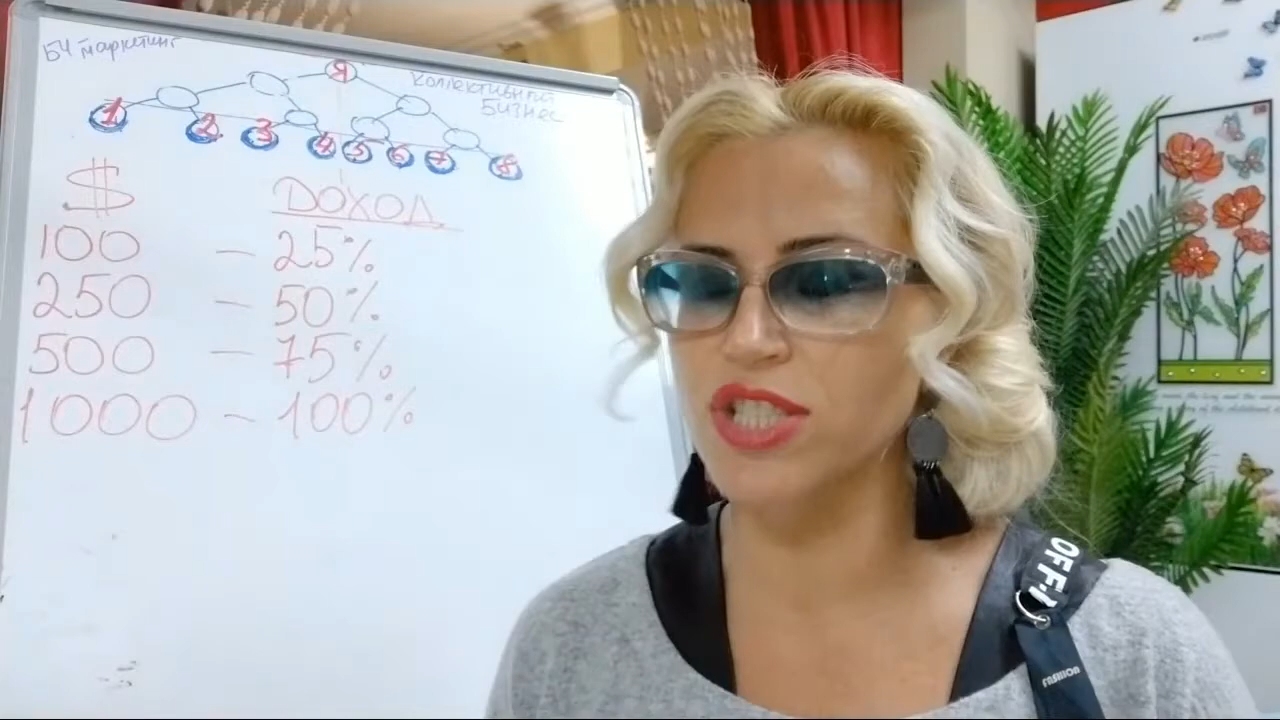 БЧ маркетинг
Коллективный
бизнес
Я
1 2 3 4 5 6 7 8
$ ДОХОД
100 – 25%
250 – 50%
500 – 75%
1000 – 100%
OFF
FASHION